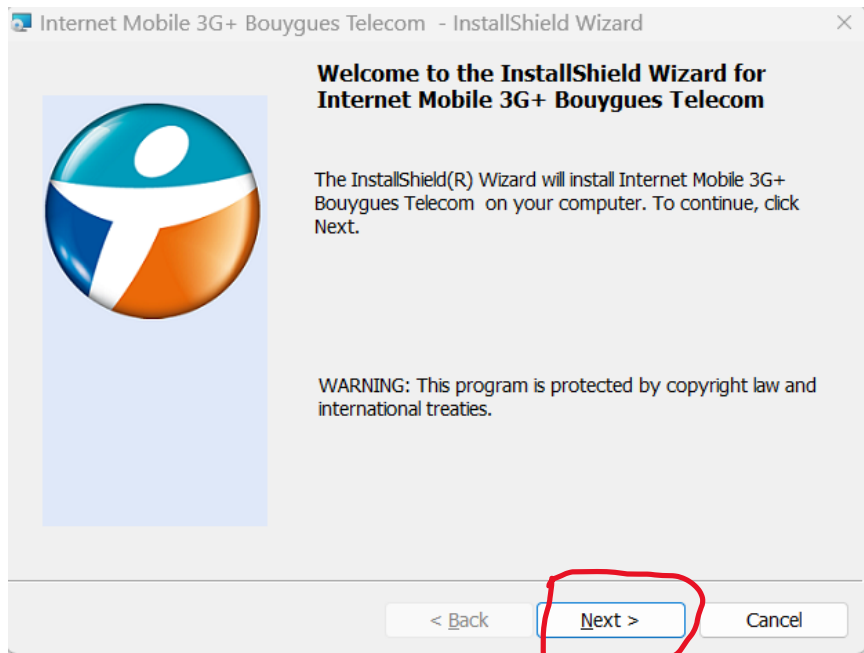 Internet Mobile 3G+ Bouygues Telecom - InstallShield Wizard
Welcome to the InstallShield Wizard for
Internet Mobile 3G+ Bouygues Telecom
The InstallShield(R) Wizard will install Internet Mobile 3G+
Bouygues Telecom on your computer. To continue, click
Next.
WARNING: This program is protected by copyright law and
international treaties.
< Back Next > Cancel